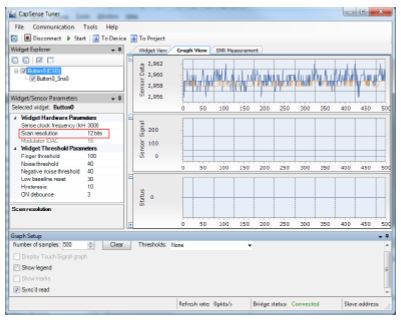 CapSense Tuner
File Communication Tools Help
Disconnect Start To Device To Project
Widget Explorer
Widget View Graph View SNR Measurement
Button0 (CSD)
Button0_Sns0
Widget/Sensor Parameters
Selected widget: Button0
Widget Hardware Parameters
Sense clock frequency (kH 3000
Scan resolution 12 bits
Modulator IDAC
Widget Threshold Parameters
Finger threshold 100
Noise threshold 40
Negative noise threshold 40
Low baseline reset 30
Hysteresis 10
ON debounce 3
Scan resolution
Sensor Data
2,962
2,960
2,958
2,956
0 50 100 150 200 250 300 350 400 450 500
Sensor Signal
200
100
0
0 50 100 150 200 250 300 350 400 450 500
Status
0
0 50 100 150 200 250 300 350 400 450 500
Graph Setup
Number of samples: 500 Clear Thresholds: None
Display Touch Signal graph
Show legend
Show marks
Sync'd read
Refresh rate: 0pkts/s Bridge status: Connected Slave address: